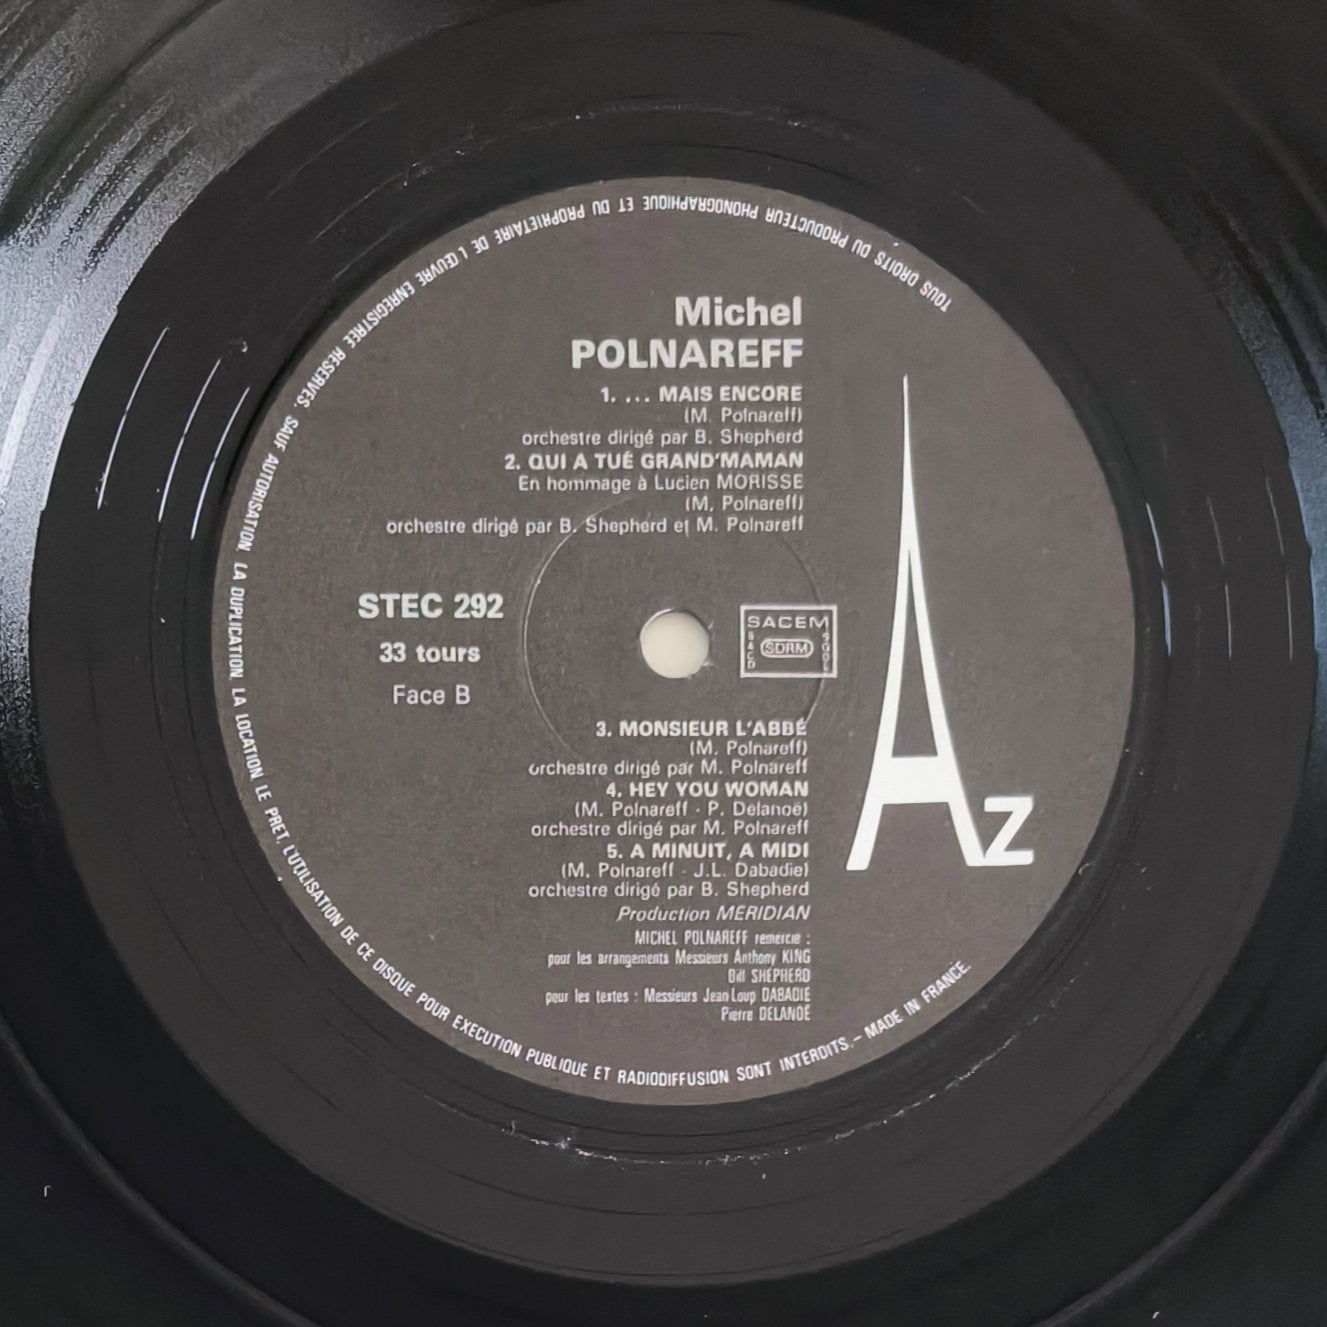 TOUS DROITS DU PRODUCTEUR PHONOGRAPHIQUE ET DU PROPRIETAIRE DE L'ŒUVRE ENREGISTREE RESERVES. SAUF AUTORISATION, LA DUPLICATION, LA LOCATION, LE PRET, L'UTILISATION DE CE DISQUE POUR EXECUTION PUBLIQUE ET RADIODIFFUSION SONT INTERDITS. – MADE IN FRANCE.
Michel
POLNAREFF
1. ... MAIS ENCORE
(M. Polnareff)
orchestre dirigé par B. Shepherd
2. QUI A TUÉ GRAND'MAMAN
En hommage à Lucien MORISSE
(M. Polnareff)
orchestre dirigé par B. Shepherd et M. Polnareff
STEC 292
33 tours
Face B
SACEM
SACD
SDRM
SGDL
3. MONSIEUR L'ABBÉ
(M. Polnareff)
orchestre dirigé par M. Polnareff
4. HEY YOU WOMAN
(M. Polnareff - P. Delanoë)
orchestre dirigé par M. Polnareff
5. A MINUIT, A MIDI
(M. Polnareff - J.L. Dabadie)
orchestre dirigé par B. Shepherd
Production MERIDIAN
MICHEL POLNAREFF remercie :
pour les arrangements Messieurs Anthony KING
Bill SHEPHERD
pour les textes : Messieurs Jean-Loup DABADIE
Pierre DELANOË
AZ